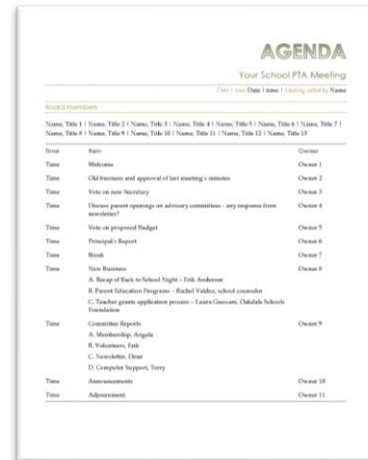 AGENDA
Your School PTA Meeting
Date | time Date | time | Meeting called by Name
Board members
Name, Title 1 | Name, Title 2 | Name, Title 3 | Name, Title 4 | Name, Title 5 | Name, Title 6 | Name, Title 7 |
Name, Title 8 | Name, Title 9 | Name, Title 10 | Name, Title 11 | Name, Title 12 | Name, Title 13
Time Item Owner
Time Welcome Owner 1
Time Old business and approval of last meeting's minutes Owner 2
Time Vote on new Secretary Owner 3
Time Discuss parent openings on advisory committees - any response from Owner 4
newsletter?
Time Vote on proposed Budget Owner 5
Time Principal's Report Owner 6
Time Break Owner 7
Time New Business Owner 8
A. Recap of Back to School Night – Erik Andersen
B. Parent Education Programs – Rachel Valdez, school counselor
C. Teacher grants application process – Laura Giussani, Oakdale Schools
Foundation
Time Committee Reports Owner 9
A. Membership, Angela
B. Volunteers, Erik
C. Newsletter, Dean
D. Computer Support, Terry
Time Announcements Owner 10
Time Adjournment Owner 11